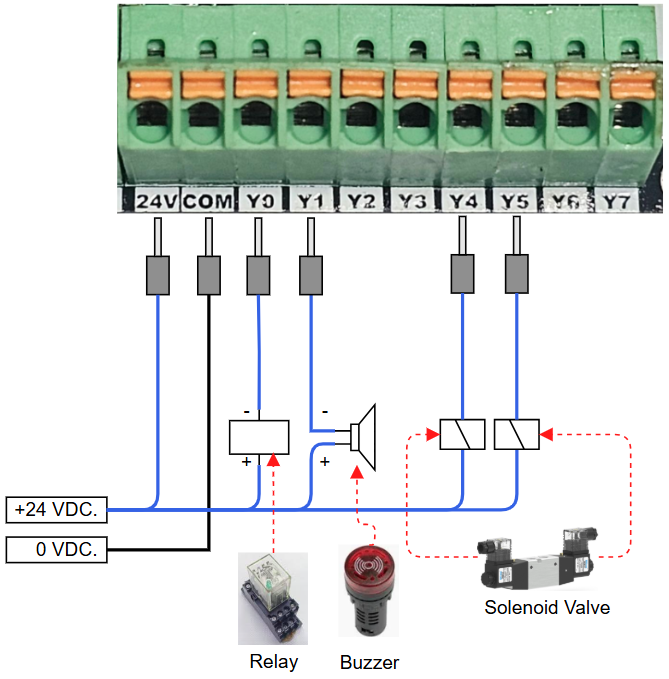 24V COM Y0 Y1 Y2 Y3 Y4 Y5 Y6 Y7
- -
+ +
+24 VDC.
0 VDC.
Solenoid Valve
Relay Buzzer